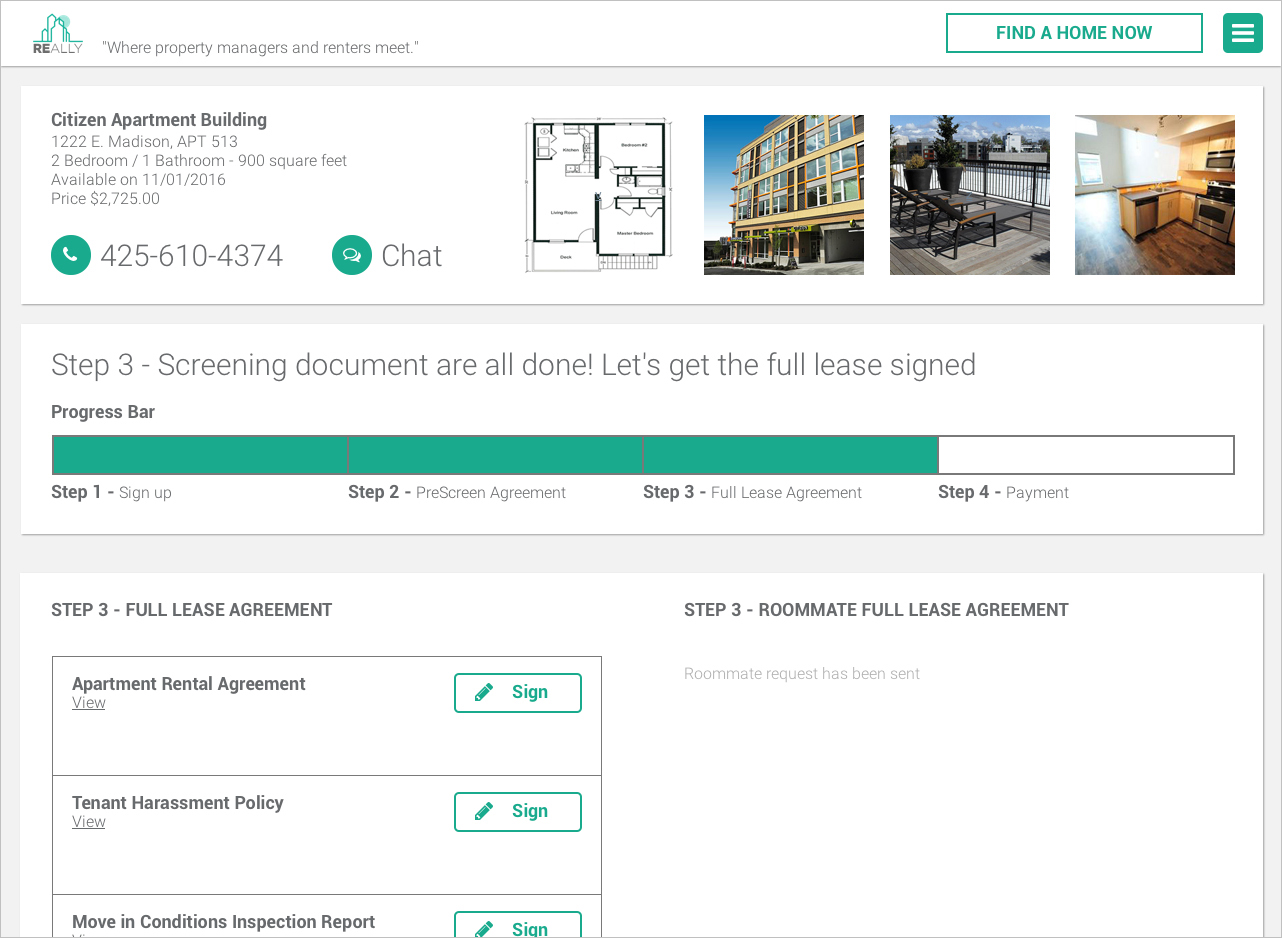 REALLY
"Where property managers and renters meet."
FIND A HOME NOW
Citizen Apartment Building
1222 E. Madison, APT 513
2 Bedroom / 1 Bathroom - 900 square feet
Available on 11/01/2016
Price $2,725.00
425-610-4374
Chat
Kitchen
Bedroom #2
Living Room
Master Bedroom
Deck
Step 3 - Screening document are all done! Let's get the full lease signed
Progress Bar
Step 1 - Sign up
Step 2 - PreScreen Agreement
Step 3 - Full Lease Agreement
Step 4 - Payment
STEP 3 - FULL LEASE AGREEMENT
STEP 3 - ROOMMATE FULL LEASE AGREEMENT
Roommate request has been sent
Apartment Rental Agreement
View
Sign
Tenant Harassment Policy
View
Sign
Move in Conditions Inspection Report
View
Sign